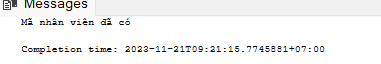 Messages
Mã nhân viên đã có
Completion time: 2023-11-21T09:21:15.7745881+07:00